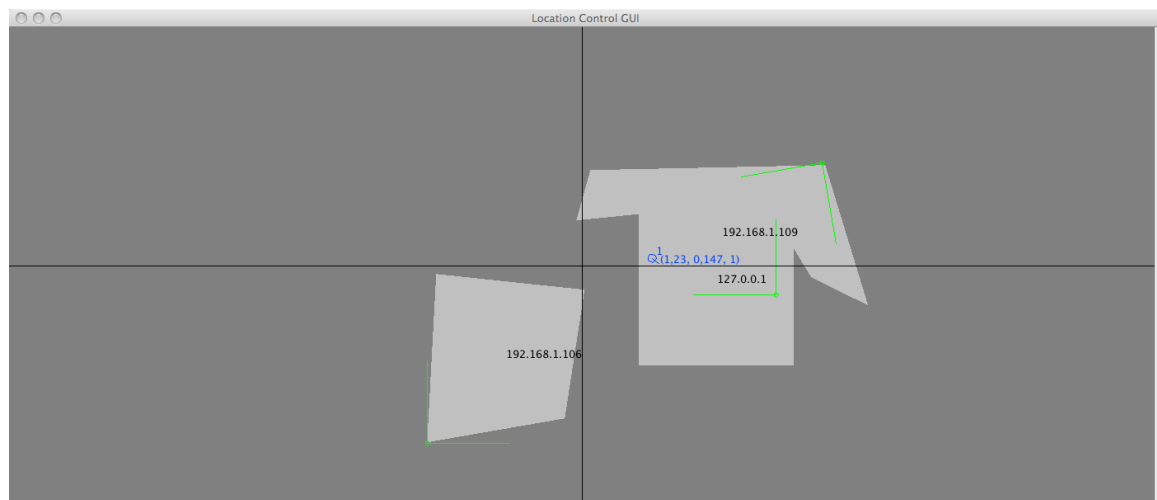 Location Control GUI
192.168.1.109
1
(1,23, 0,147, 1)
127.0.0.1
192.168.1.106